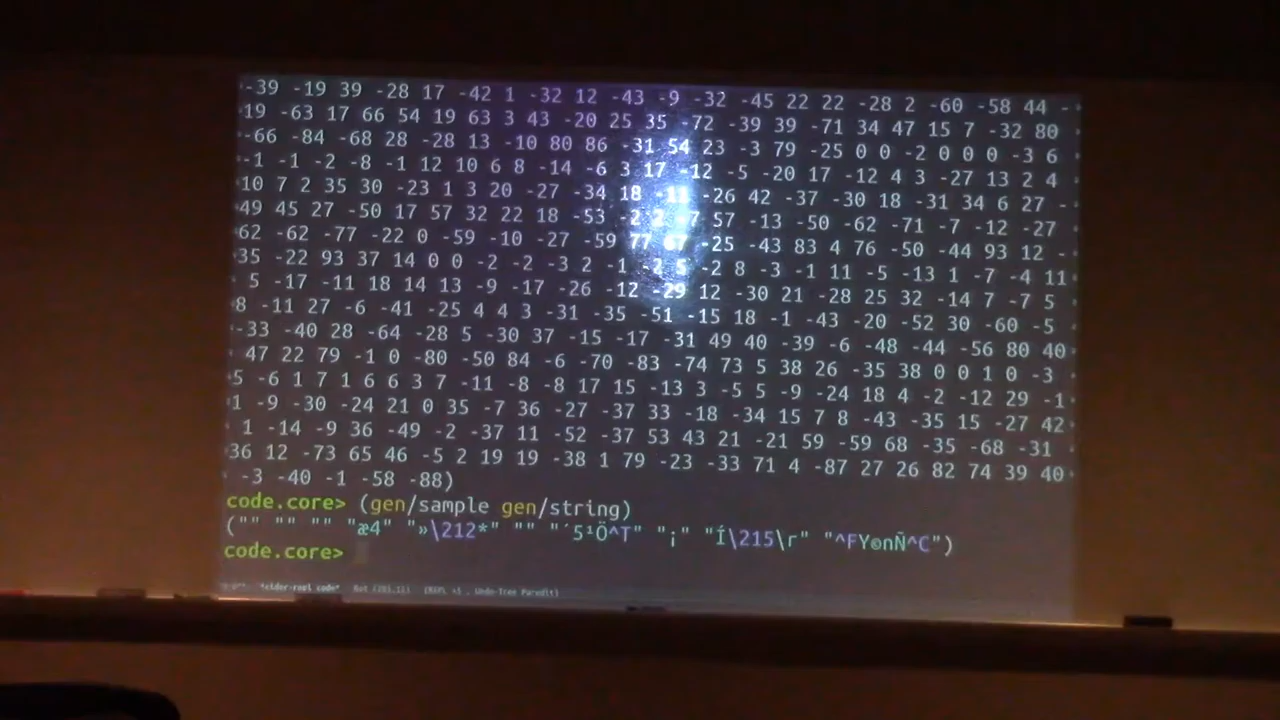 -39 -19 39 -28 17 -42 1 -32 12 -43 -9 -32 -45 22 22 -28 2 -60 -58 44 -
19 -63 17 66 54 19 63 3 43 -20 25 35 -72 -39 39 -71 34 47 15 7 -32 80
-66 -84 -68 28 -28 13 -10 80 86 -31 54 23 -3 79 -25 0 0 -2 0 0 0 -3 6
-1 -1 -2 -8 -1 12 10 6 8 -14 -6 3 17 -12 -5 -20 17 -12 4 3 -27 13 2 4
10 7 2 35 30 -23 1 3 20 -27 -34 18 -11 -26 42 -37 -30 18 -31 34 6 27 -
49 45 27 -50 17 57 32 22 18 -53 -2 2 -7 57 -13 -50 -62 -71 -7 -12 -27
62 -62 -77 -22 0 -59 -10 -27 -59 77 67 -25 -43 83 4 76 -50 -44 93 12 -
35 -22 93 37 14 0 0 -2 -2 -3 2 -1 -2 5 -2 8 -3 -1 11 -5 -13 1 -7 -4 11
5 -17 -11 18 14 13 -9 -17 -26 -12 -29 12 -30 21 -28 25 32 -14 7 -7 5
8 -11 27 -6 -41 -25 4 4 3 -31 -35 -51 -15 18 -1 -43 -20 -52 30 -60 -5
-33 -40 28 -64 -28 5 -30 37 -15 -17 -31 49 40 -39 -6 -48 -44 -56 80 40
47 22 79 -1 0 -80 -50 84 -6 -70 -83 -74 73 5 38 26 -35 38 0 0 1 0 -3
5 -6 1 7 1 6 6 3 7 -11 -8 -8 17 15 -13 3 -5 5 -9 -24 18 4 -2 -12 29 -1
1 -9 -30 -24 21 0 35 -7 36 -27 -37 33 -18 -34 15 7 8 -43 -35 15 -27 42
1 -14 -9 36 -49 -2 -37 11 -52 -37 53 43 21 -21 59 -59 68 -35 -68 -31
36 12 -73 65 46 -5 2 19 19 -38 1 79 -23 -33 71 4 -87 27 26 82 74 39 40
-3 -40 -1 -58 -88)
code.core> (gen/sample gen/string)
("" "" "" "æ4" "»\212*" "" "´5¹Ö^T" "¡" "Í\215\r" "^FY©nÑ^C")
code.core>
*cider-repl code* Bot (REPL Undo-Tree Paredit)